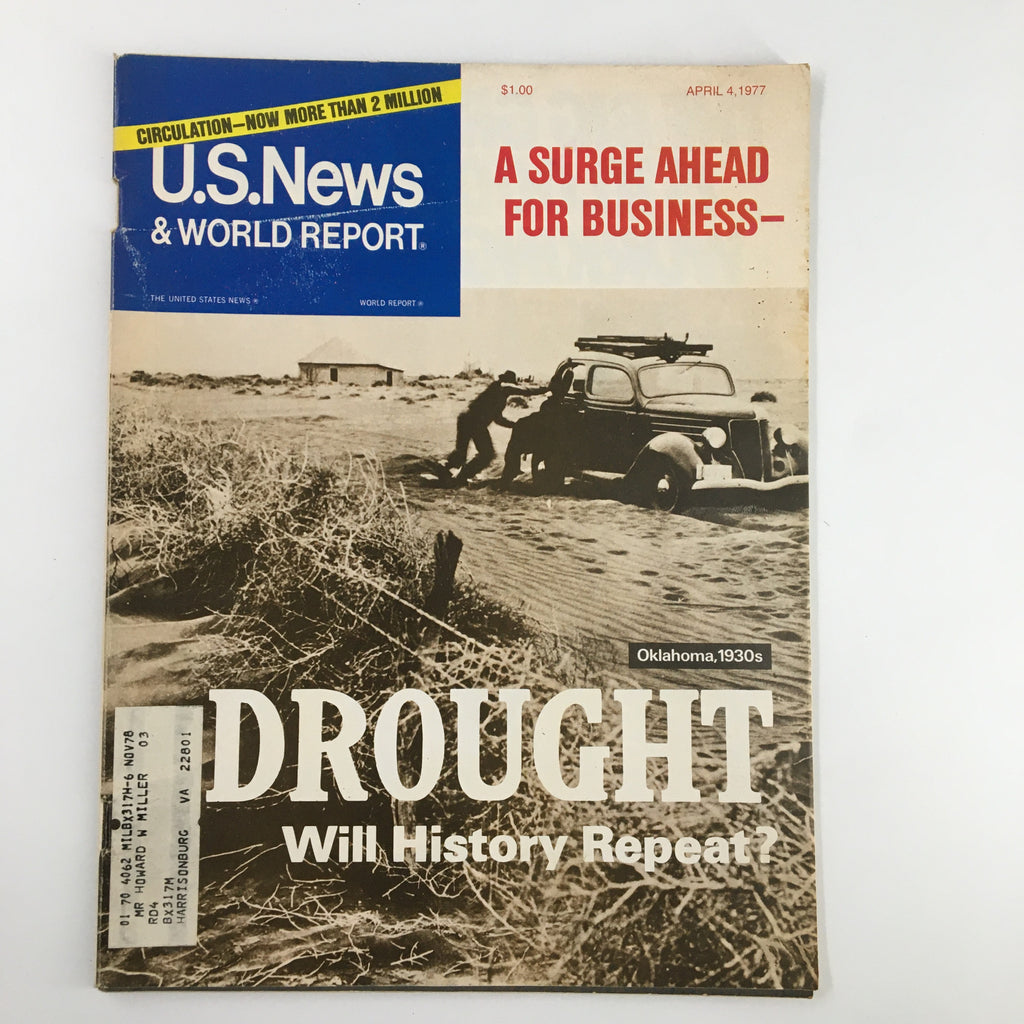 CIRCULATION—NOW MORE THAN 2 MILLION
U.S.News
& WORLD REPORT®
THE UNITED STATES NEWS ®
WORLD REPORT ®
$1.00
APRIL 4,1977
A SURGE AHEAD
FOR BUSINESS—
Oklahoma,1930s
DROUGHT
Will History Repeat?
01 70 4062 MILBX317H-6 NOV78
MR HOWARD W MILLER 03
RD4
BX317M
HARRISONBURG VA 22801